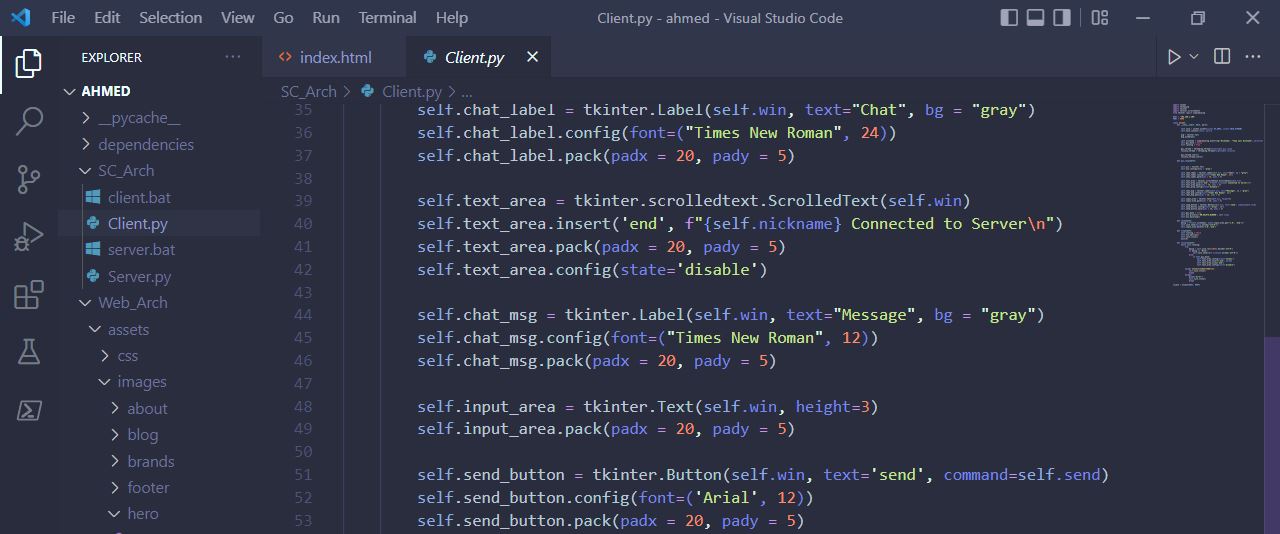 File Edit Selection View Go Run Terminal Help Client.py - ahmed - Visual Studio Code
EXPLORER ...
index.html Client.py
AHMED
__pycache__
dependencies
SC_Arch
client.bat
Client.py
server.bat
Server.py
Web_Arch
assets
css
images
about
blog
brands
footer
hero
SC_Arch > Client.py > ...
35 self.chat_label = tkinter.Label(self.win, text="Chat", bg = "gray")
36 self.chat_label.config(font=("Times New Roman", 24))
37 self.chat_label.pack(padx = 20, pady = 5)
38
39 self.text_area = tkinter.scrolledtext.ScrolledText(self.win)
40 self.text_area.insert('end', f"{self.nickname} Connected to Server\n")
41 self.text_area.pack(padx = 20, pady = 5)
42 self.text_area.config(state='disable')
43
44 self.chat_msg = tkinter.Label(self.win, text="Message", bg = "gray")
45 self.chat_msg.config(font=("Times New Roman", 12))
46 self.chat_msg.pack(padx = 20, pady = 5)
47
48 self.input_area = tkinter.Text(self.win, height=3)
49 self.input_area.pack(padx = 20, pady = 5)
50
51 self.send_button = tkinter.Button(self.win, text='send', command=self.send)
52 self.send_button.config(font=('Arial', 12))
53 self.send_button.pack(padx = 20, pady = 5)